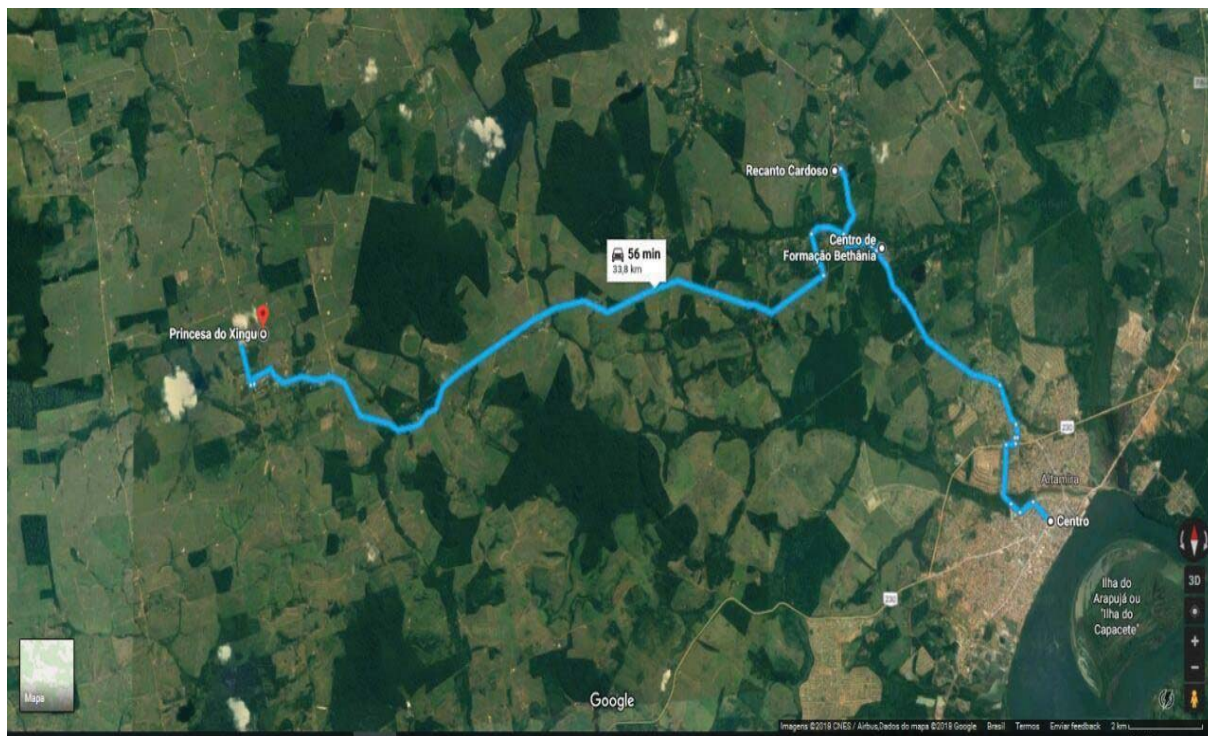 Recanto Cardoso
Centro de
Formação Bethânia
56 min
33,8 km
Princesa do Xingu
230
Altamira
Centro
230
Ilha do
Arapujá ou
"Ilha do
Capacete"
3D
+
−
Mapa
Google
Imagens ©2019 CNES / Airbus,Dados do mapa ©2019 Google Brasil Termos Enviar feedback 2 km